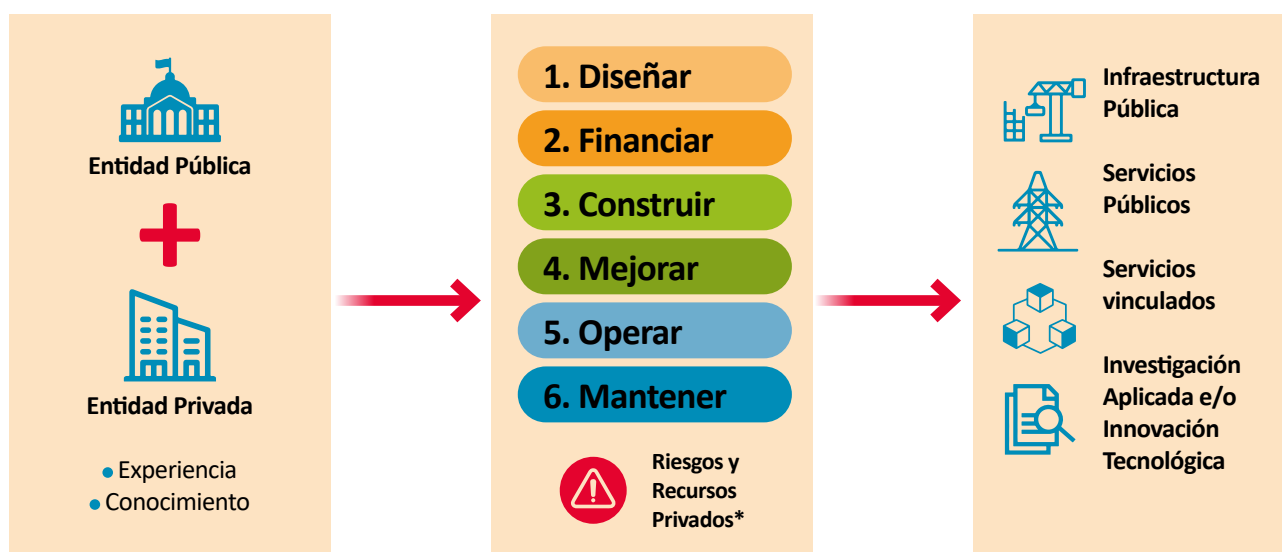 Entidad Pública
Entidad Privada
● Experiencia
● Conocimiento
1. Diseñar
2. Financiar
3. Construir
4. Mejorar
5. Operar
6. Mantener
Riesgos y
Recursos
Privados*
Infraestructura
Pública
Servicios
Públicos
Servicios
vinculados
Investigación
Aplicada e/o
Innovación
Tecnológica